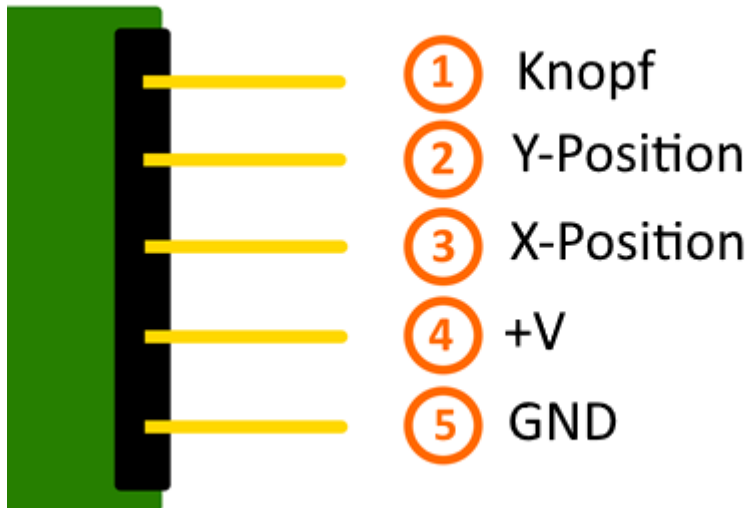 1 Knopf
2 Y-Position
3 X-Position
4 +V
5 GND